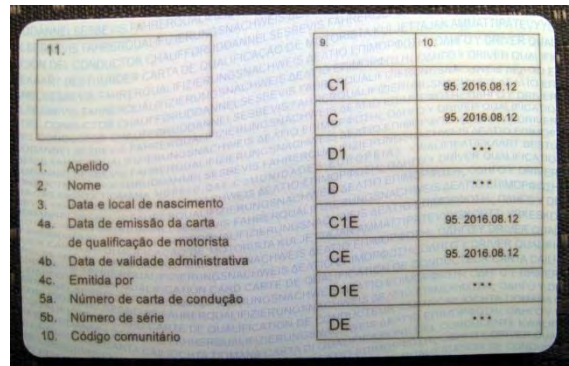 11.
1. Apelido
2. Nome
3. Data e local de nascimento
4a. Data de emissão da carta
de qualificação de motorista
4b. Data de validade administrativa
4c. Emitida por
5a. Número de carta de condução
5b. Número de série
10. Código comunitário
9. 10.
C1 95. 2016.08.12
C 95. 2016.08.12
D1 ***
D ***
C1E 95. 2016.08.12
CE 95. 2016.08.12
D1E ***
DE ***